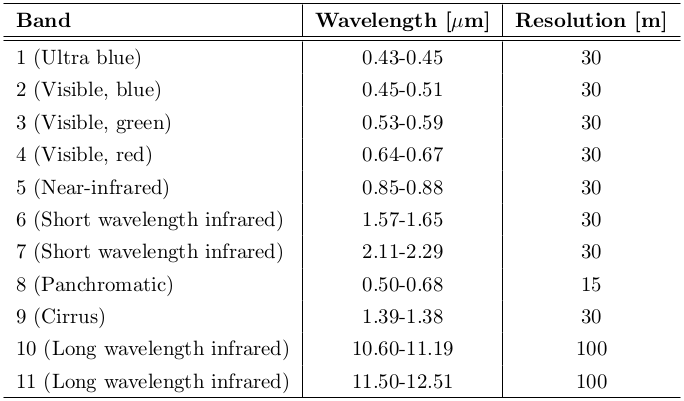 Band Wavelength [μm] Resolution [m]
1 (Ultra blue) 0.43-0.45 30
2 (Visible, blue) 0.45-0.51 30
3 (Visible, green) 0.53-0.59 30
4 (Visible, red) 0.64-0.67 30
5 (Near-infrared) 0.85-0.88 30
6 (Short wavelength infrared) 1.57-1.65 30
7 (Short wavelength infrared) 2.11-2.29 30
8 (Panchromatic) 0.50-0.68 15
9 (Cirrus) 1.39-1.38 30
10 (Long wavelength infrared) 10.60-11.19 100
11 (Long wavelength infrared) 11.50-12.51 100